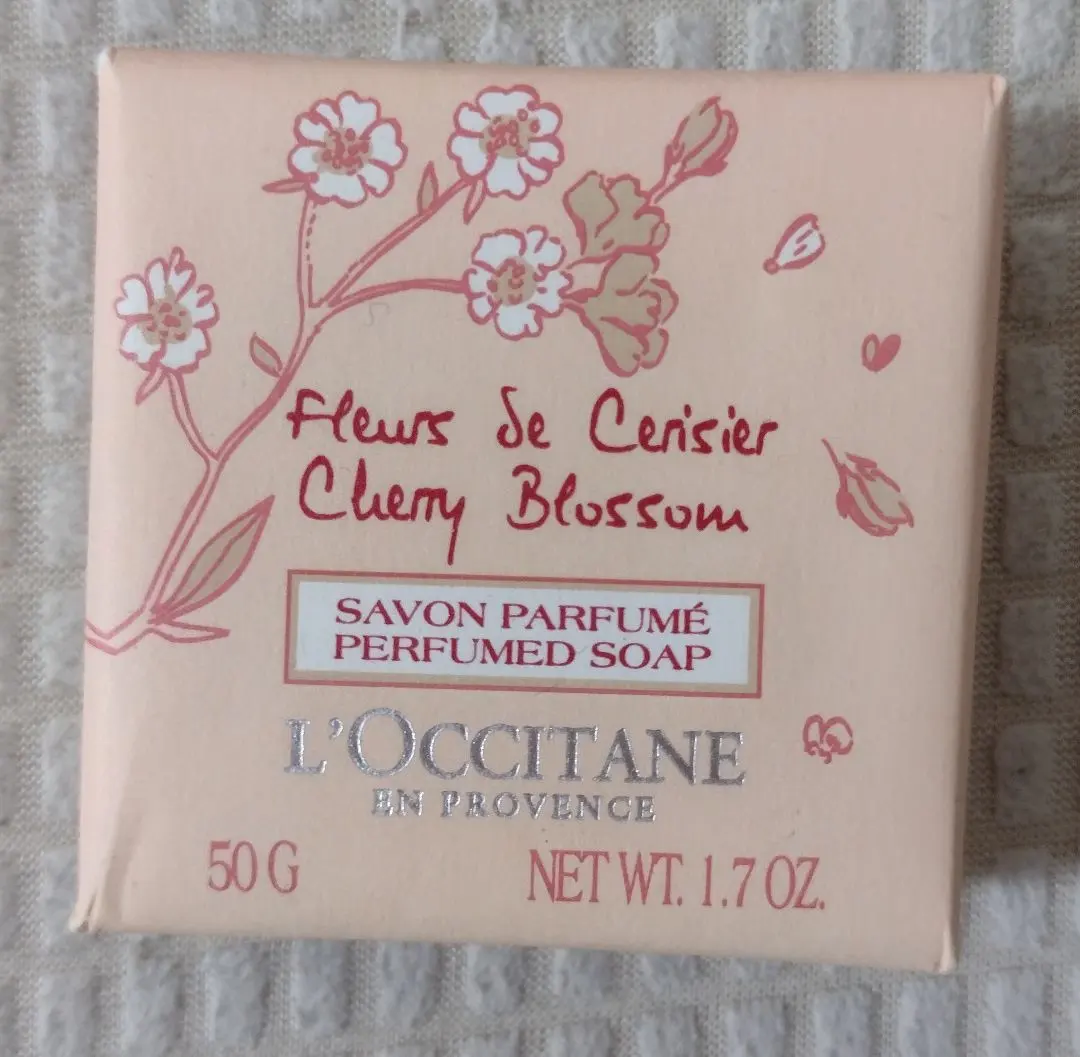 Fleurs de Cerisier
Cherry Blossom
SAVON PARFUMÉ
PERFUMED SOAP
L'OCCITANE
EN PROVENCE
50 G
NET WT. 1.7 OZ.